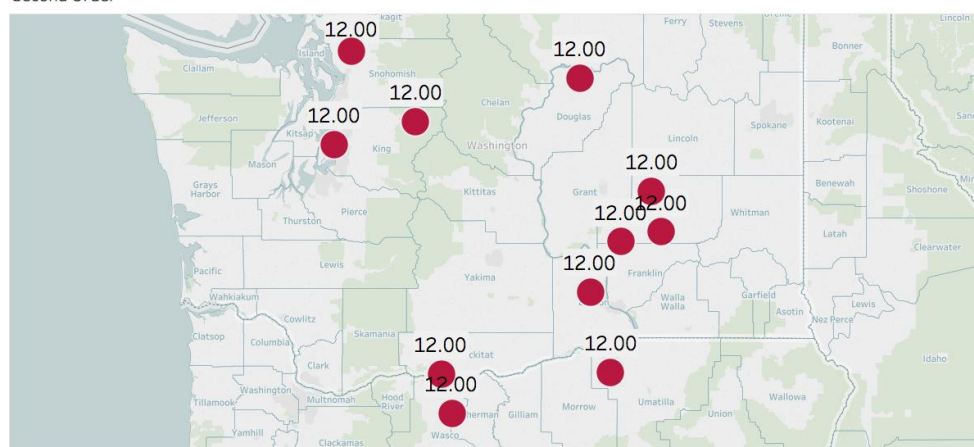 Ferry
Stevens
Lincoln
12.00
12.00
Island
Bonner
Clallam
Snohomish
12.00
Chelan
Douglas
Jefferson
12.00
Kitsap
King
Washington
Lincoln
Spokane
Kootenai
Mason
12.00
Grays
Harbor
Kittitas
Grant
Benewah
Shoshone
12.00
12.00
Thurston
Pierce
Whitman
Latah
Clearwater
Pacific
Lewis
Yakima
12.00
Franklin
Wahkiakum
Walla
Walla
Garfield
Asotin
Nez Perce
Lewis
Cowlitz
Skamania
Clatsop
Columbia
12.00
12.00
Idaho
Clark
Tillamook
Washington
Multnomah
Hood
River
12.00
Gilliam
Morrow
Umatilla
Union
Wallowa
Yamhill
Clackamas
Wasco